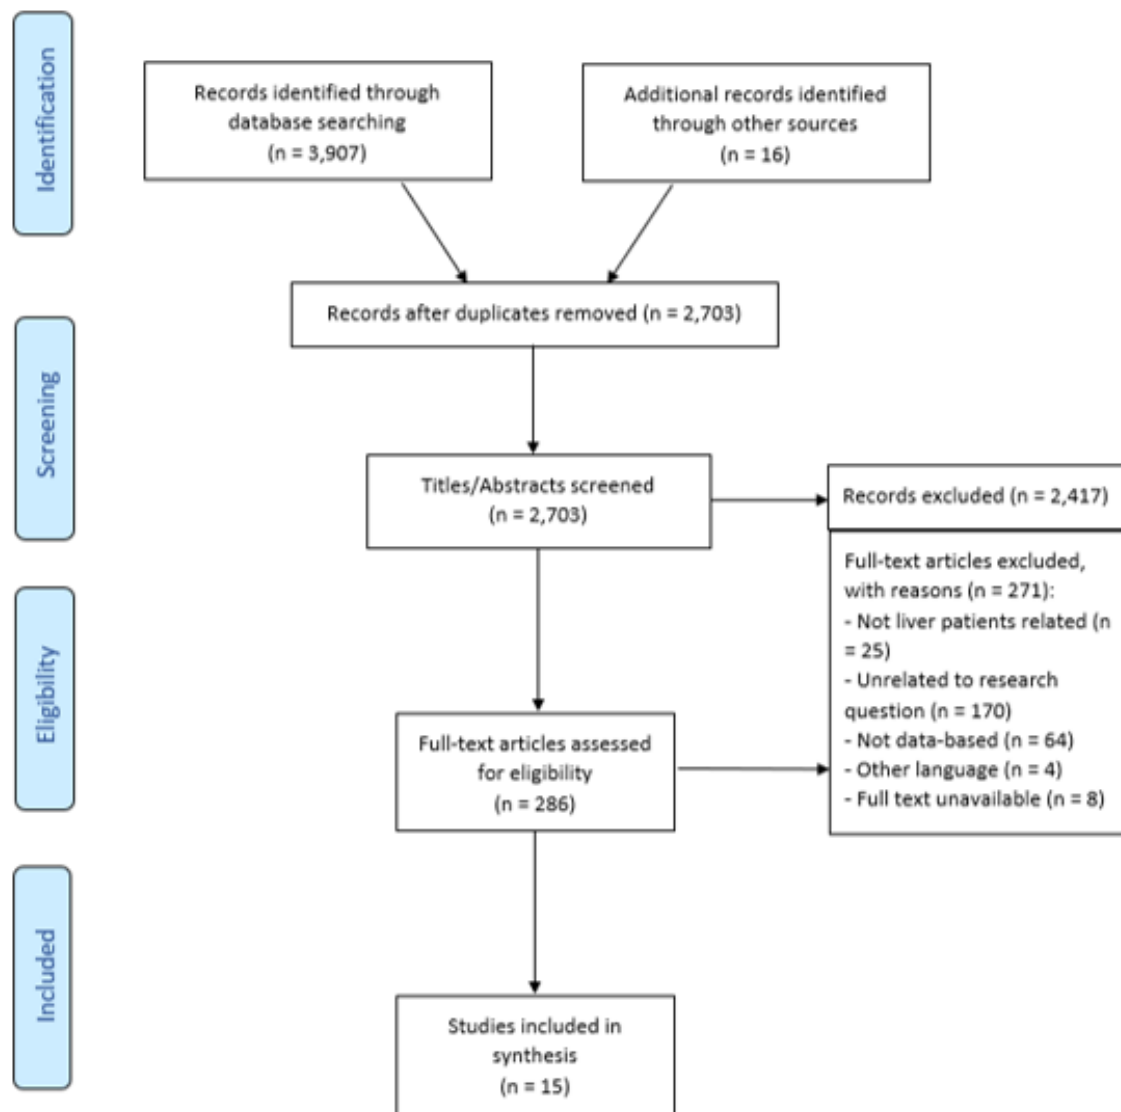 Identification
Records identified through
database searching
(n = 3,907)
Additional records identified
through other sources
(n = 16)
Records after duplicates removed (n = 2,703)
Screening
Titles/Abstracts screened
(n = 2,703)
Records excluded (n = 2,417)
Full-text articles excluded,
with reasons (n = 271):
- Not liver patients related (n
= 25)
- Unrelated to research
question (n = 170)
- Not data-based (n = 64)
- Other language (n = 4)
- Full text unavailable (n = 8)
Eligibility
Full-text articles assessed
for eligibility
(n = 286)
Included
Studies included in
synthesis
(n = 15)